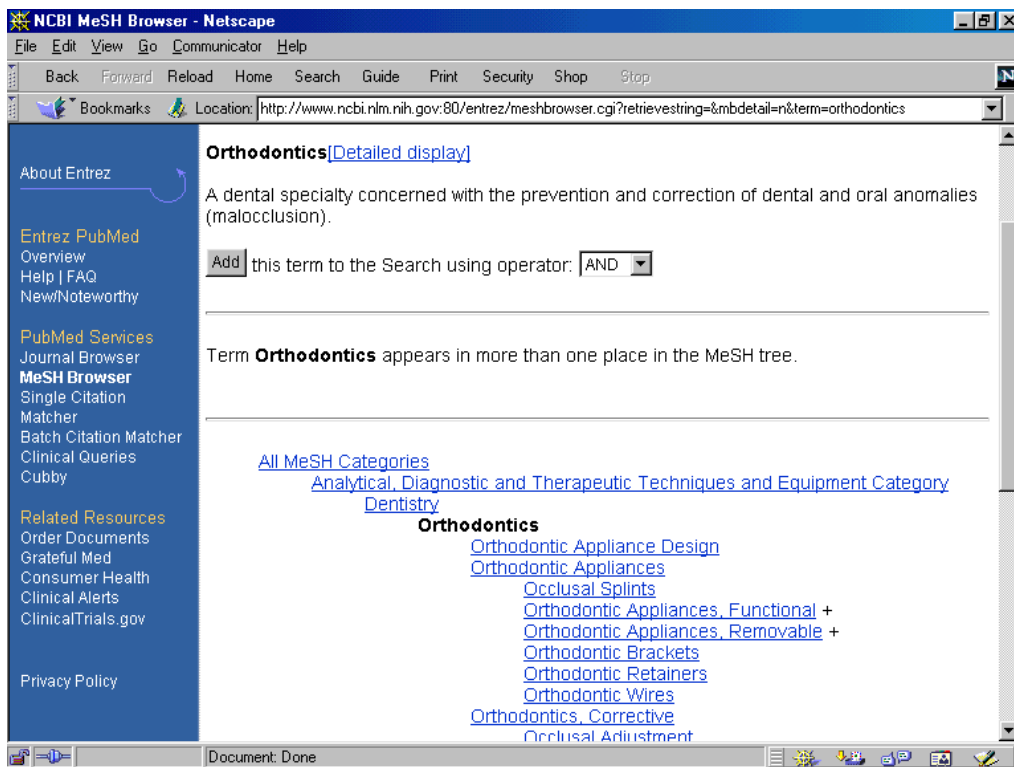 NCBI MeSH Browser - Netscape
File Edit View Go Communicator Help
Back Forward Reload Home Search Guide Print Security Shop Stop
N
Bookmarks Location: http://www.ncbi.nlm.nih.gov:80/entrez/meshbrowser.cgi?retrievestring=&mbdetail=n&term=orthodontics
About Entrez
Entrez PubMed
Overview
Help | FAQ
New/Noteworthy
PubMed Services
Journal Browser
MeSH Browser
Single Citation
Matcher
Batch Citation Matcher
Clinical Queries
Cubby
Related Resources
Order Documents
Grateful Med
Consumer Health
Clinical Alerts
ClinicalTrials.gov
Privacy Policy
Orthodontics[Detailed display]
A dental specialty concerned with the prevention and correction of dental and oral anomalies
(malocclusion).
Add this term to the Search using operator: AND
Term Orthodontics appears in more than one place in the MeSH tree.
All MeSH Categories
Analytical, Diagnostic and Therapeutic Techniques and Equipment Category
Dentistry
Orthodontics
Orthodontic Appliance Design
Orthodontic Appliances
Occlusal Splints
Orthodontic Appliances, Functional +
Orthodontic Appliances, Removable +
Orthodontic Brackets
Orthodontic Retainers
Orthodontic Wires
Orthodontics, Corrective
Occlusal Adjustment
Document: Done